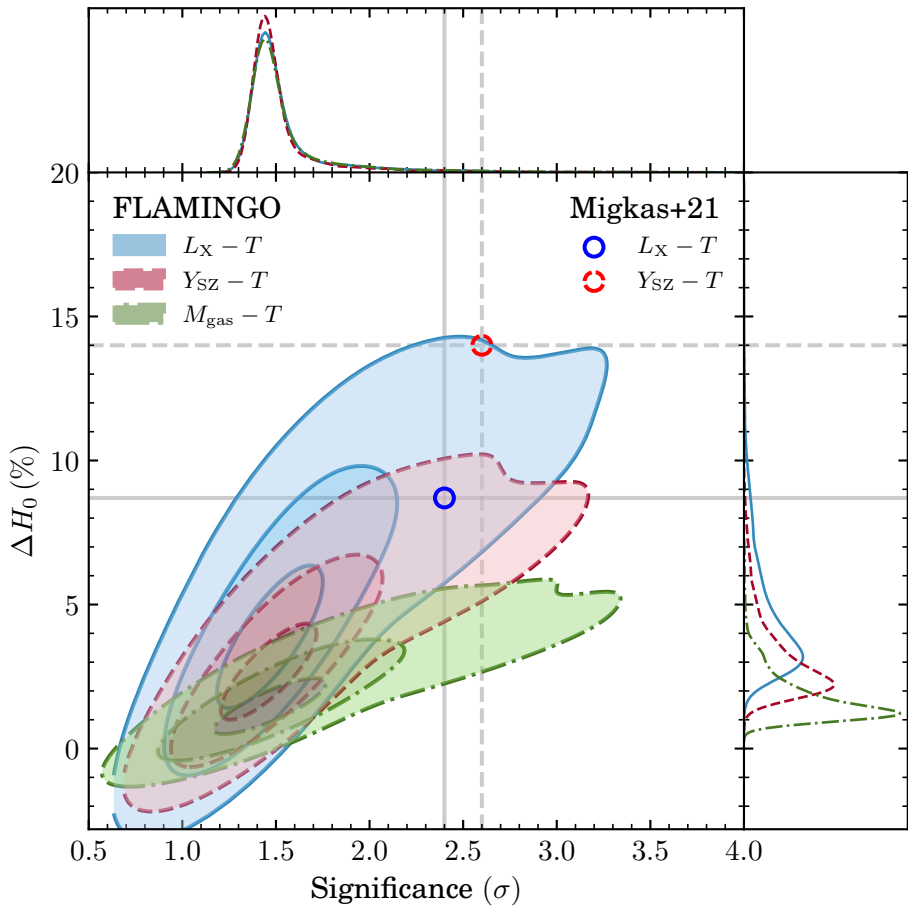 20
15
10
5
0
ΔH₀ (%)
FLAMINGO
L_X − T
Y_SZ − T
M_gas − T
Migkas+21
L_X − T
Y_SZ − T
0.5 1.0 1.5 2.0 2.5 3.0 3.5 4.0
Significance (σ)